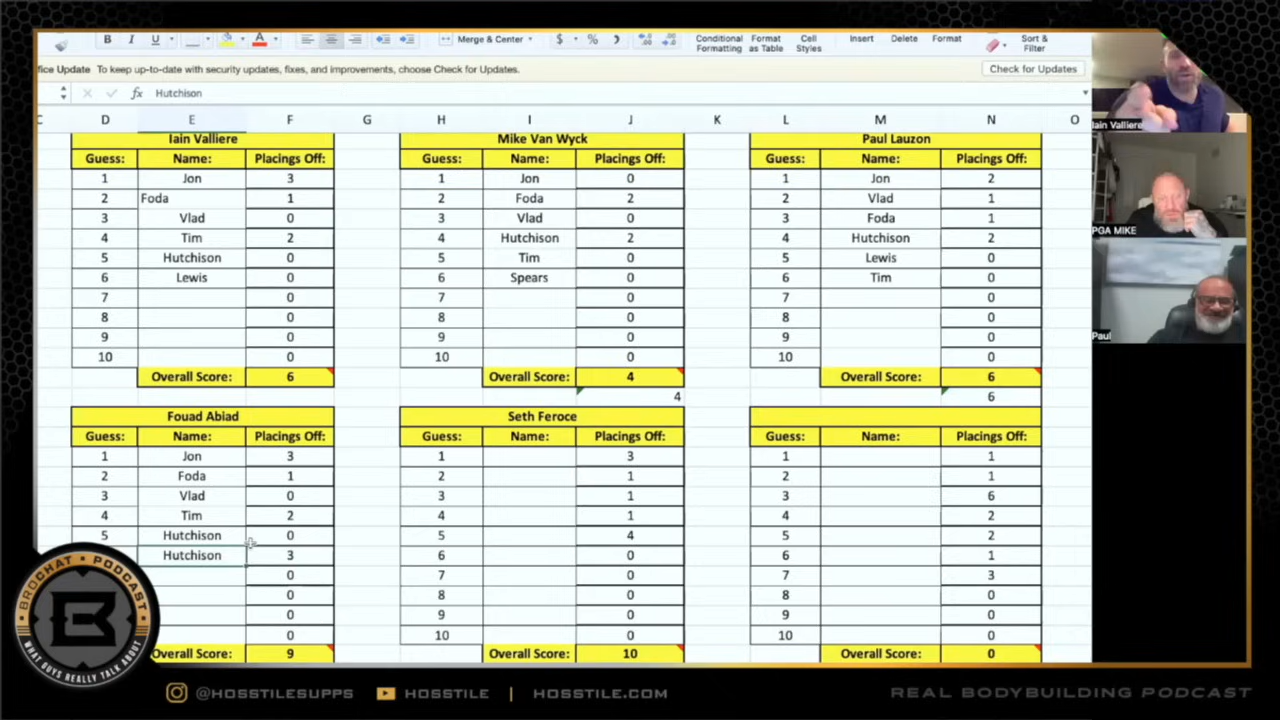 B I U A Merge & Center $ % Conditional Formatting Format as Table Cell Styles Insert Delete Format Sort & Filter
fice Update To keep up-to-date with security updates, fixes, and improvements, choose Check for Updates. Check for Updates
fx Hutchison
C D E F G H I J K L M N O
Iain Valliere Mike Van Wyck Paul Lauzon
Guess: Name: Placings Off: Guess: Name: Placings Off: Guess: Name: Placings Off:
1 Jon 3 1 Jon 0 1 Jon 2
2 Foda 1 2 Foda 2 2 Vlad 1
3 Vlad 0 3 Vlad 0 3 Foda 1
4 Tim 2 4 Hutchison 2 4 Hutchison 2
5 Hutchison 0 5 Tim 0 5 Lewis 0
6 Lewis 0 6 Spears 0 6 Tim 0
7 0 7 0 7 0
8 0 8 0 8 0
9 0 9 0 9 0
10 0 10 0 10 0
Overall Score: 6 Overall Score: 4 Overall Score: 6
4 6
Fouad Abiad Seth Feroce
Guess: Name: Placings Off: Guess: Name: Placings Off: Guess: Name: Placings Off:
1 Jon 3 1 3 1 1
2 Foda 1 2 1 2 1
3 Vlad 0 3 1 3 6
4 Tim 2 4 1 4 2
5 Hutchison 0 5 4 5 2
Hutchison 3 6 0 6 1
0 7 0 7 3
0 8 0 8 0
0 9 0 9 0
0 10 0 10 0
Overall Score: 9 Overall Score: 10 Overall Score: 0
Iain Valliere
PGA MIKE
Paul
BROCHAT • PODCAST
B
WHAT GUYS REALLY TALK ABOUT
@HOSSTILESUPPS HOSSTILE | HOSSTILE.COM REAL BODYBUILDING PODCAST